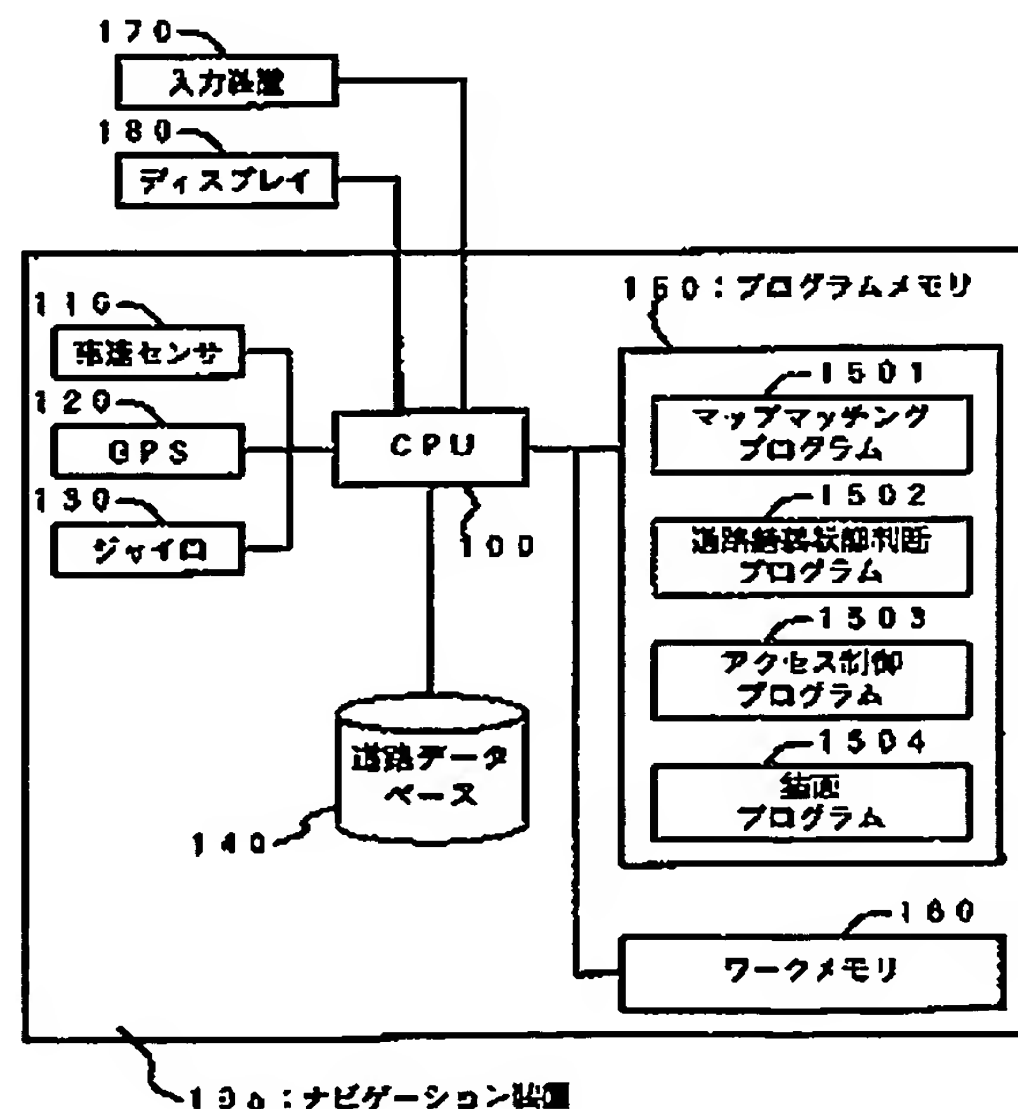 170
入力装置
180
ディスプレイ
110
車速センサ
120
GPS
130
ジャイロ
CPU
100
道路データ
ベース
140
150:プログラムメモリ
1501
マップマッチング
プログラム
1502
道路接続状態判断
プログラム
1503
アクセス制御
プログラム
1504
プログラム
160
ワークメモリ
10a:ナビゲーション装置